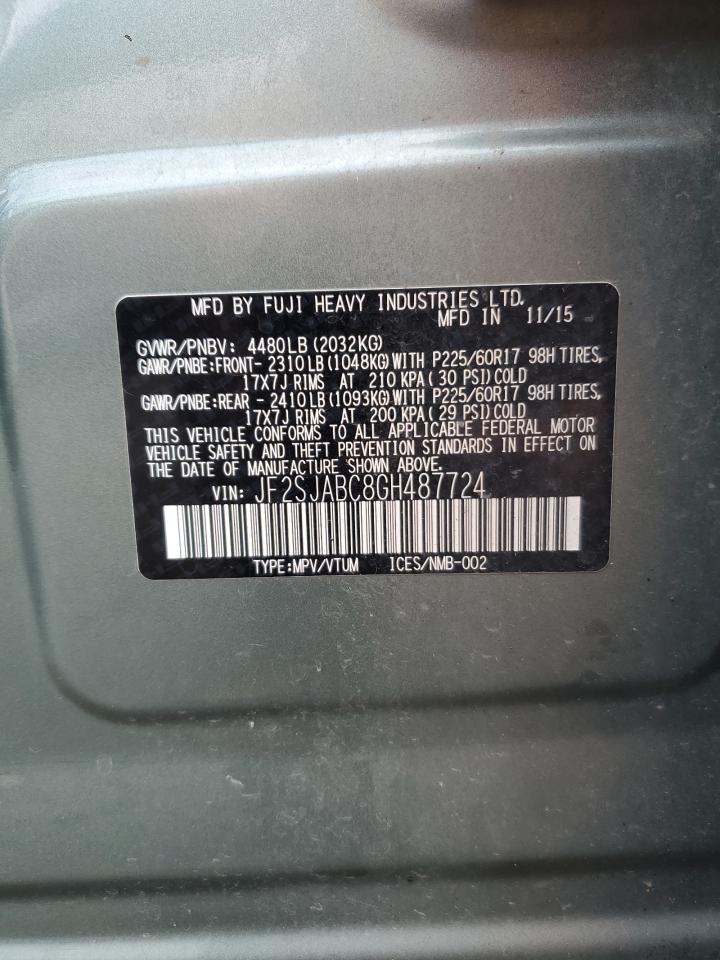 MFD BY FUJI HEAVY INDUSTRIES LTD.
MFD IN 11/15
GVWR/PNBV: 4480LB (2032KG)
GAWR/PNBE:FRONT- 2310LB (1048KG) WITH P225/60R17 98H TIRES,
17X7J RIMS AT 210 KPA( 30 PSI) COLD
GAWR/PNBE:REAR - 2410LB (1093KG) WITH P225/60R17 98H TIRES,
17X7J RIMS AT 200 KPA( 29 PSI) COLD
THIS VEHICLE CONFORMS TO ALL APPLICABLE FEDERAL MOTOR
VEHICLE SAFETY AND THEFT PREVENTION STANDARDS IN EFFECT ON
THE DATE OF MANUFACTURE SHOWN ABOVE.
VIN: JF2SJABC8GH487724
TYPE:MPV/VTUM ICES/NMB-002